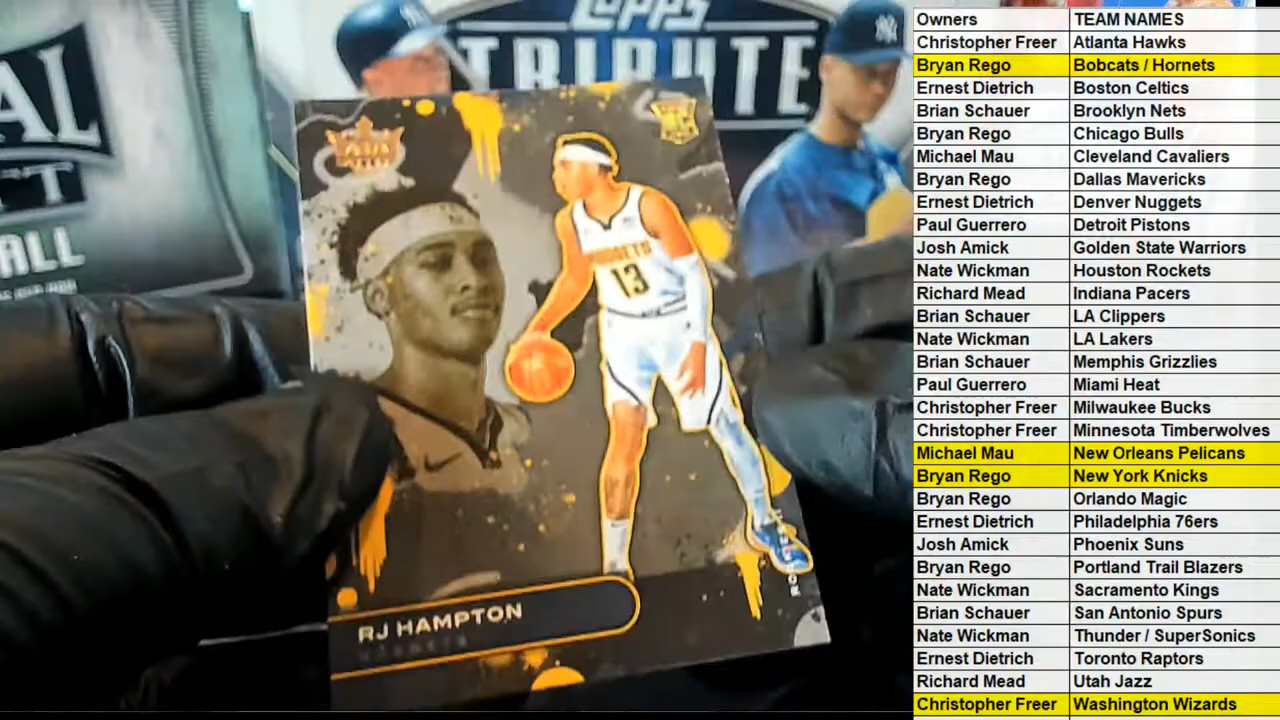 TOPPS
TRIBUTE
AL
T
ALL
NUGGETS
13
RJ HAMPTON
Owners TEAM NAMES
Christopher Freer Atlanta Hawks
Bryan Rego Bobcats / Hornets
Ernest Dietrich Boston Celtics
Brian Schauer Brooklyn Nets
Bryan Rego Chicago Bulls
Michael Mau Cleveland Cavaliers
Bryan Rego Dallas Mavericks
Ernest Dietrich Denver Nuggets
Paul Guerrero Detroit Pistons
Josh Amick Golden State Warriors
Nate Wickman Houston Rockets
Richard Mead Indiana Pacers
Brian Schauer LA Clippers
Nate Wickman LA Lakers
Brian Schauer Memphis Grizzlies
Paul Guerrero Miami Heat
Christopher Freer Milwaukee Bucks
Christopher Freer Minnesota Timberwolves
Michael Mau New Orleans Pelicans
Bryan Rego New York Knicks
Bryan Rego Orlando Magic
Ernest Dietrich Philadelphia 76ers
Josh Amick Phoenix Suns
Bryan Rego Portland Trail Blazers
Nate Wickman Sacramento Kings
Brian Schauer San Antonio Spurs
Nate Wickman Thunder / SuperSonics
Ernest Dietrich Toronto Raptors
Richard Mead Utah Jazz
Christopher Freer Washington Wizards